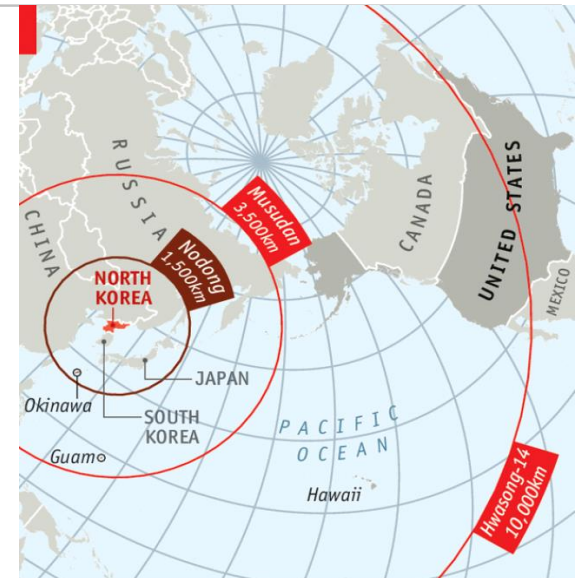 RUSSIA
CHINA
Musudan
3,500km
Nodong
1,500km
CANADA
UNITED STATES
MEXICO
NORTH
KOREA
JAPAN
Okinawa
SOUTH
KOREA
Guam
PACIFIC
OCEAN
Hawaii
Hwasong-14
10,000km